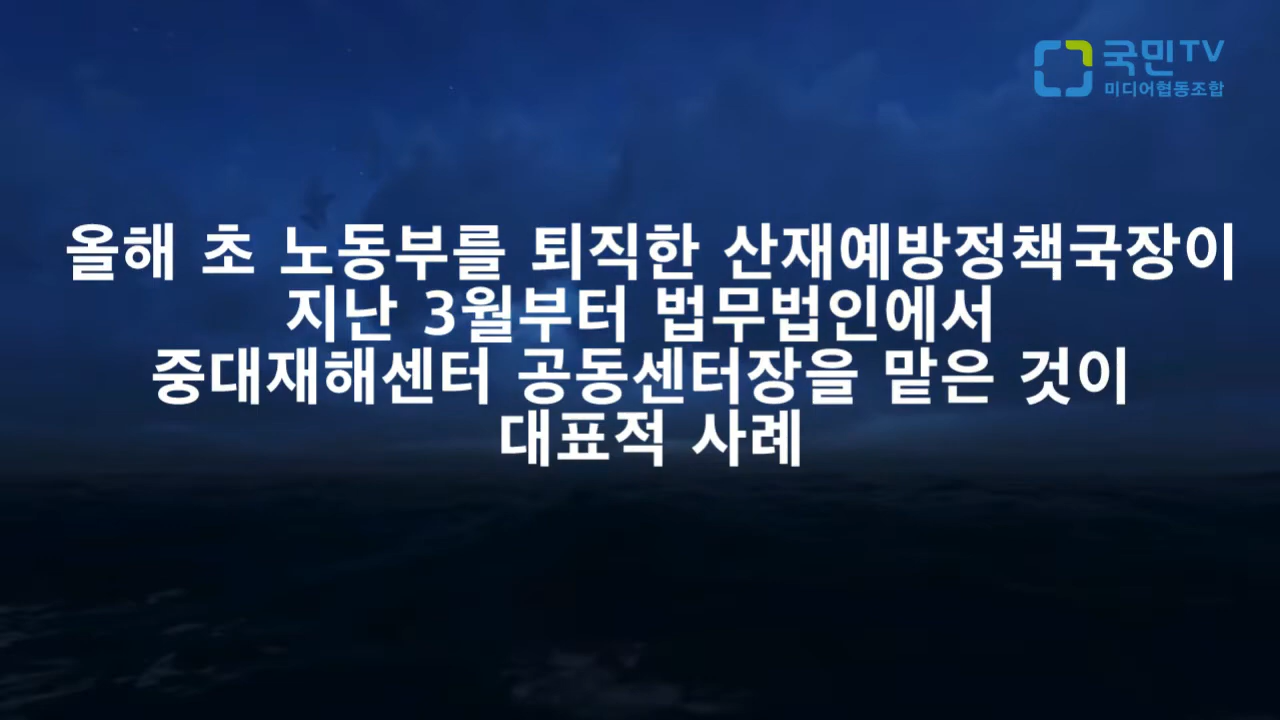 국민TV
미디어협동조합
올해 초 노동부를 퇴직한 산재예방정책국장이
지난 3월부터 법무법인에서
중대재해센터 공동센터장을 맡은 것이
대표적 사례